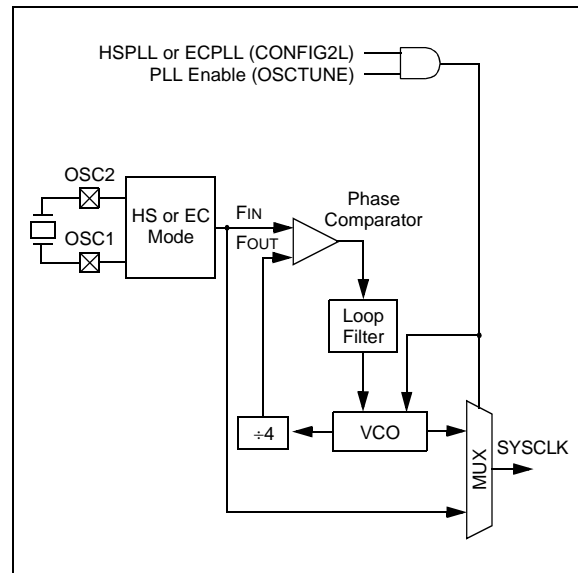 HSPLL or ECPLL (CONFIG2L)
PLL Enable (OSCTUNE)
OSC2
OSC1
HS or EC
Mode
FIN
FOUT
Phase
Comparator
Loop
Filter
÷4
VCO
MUX
SYSCLK